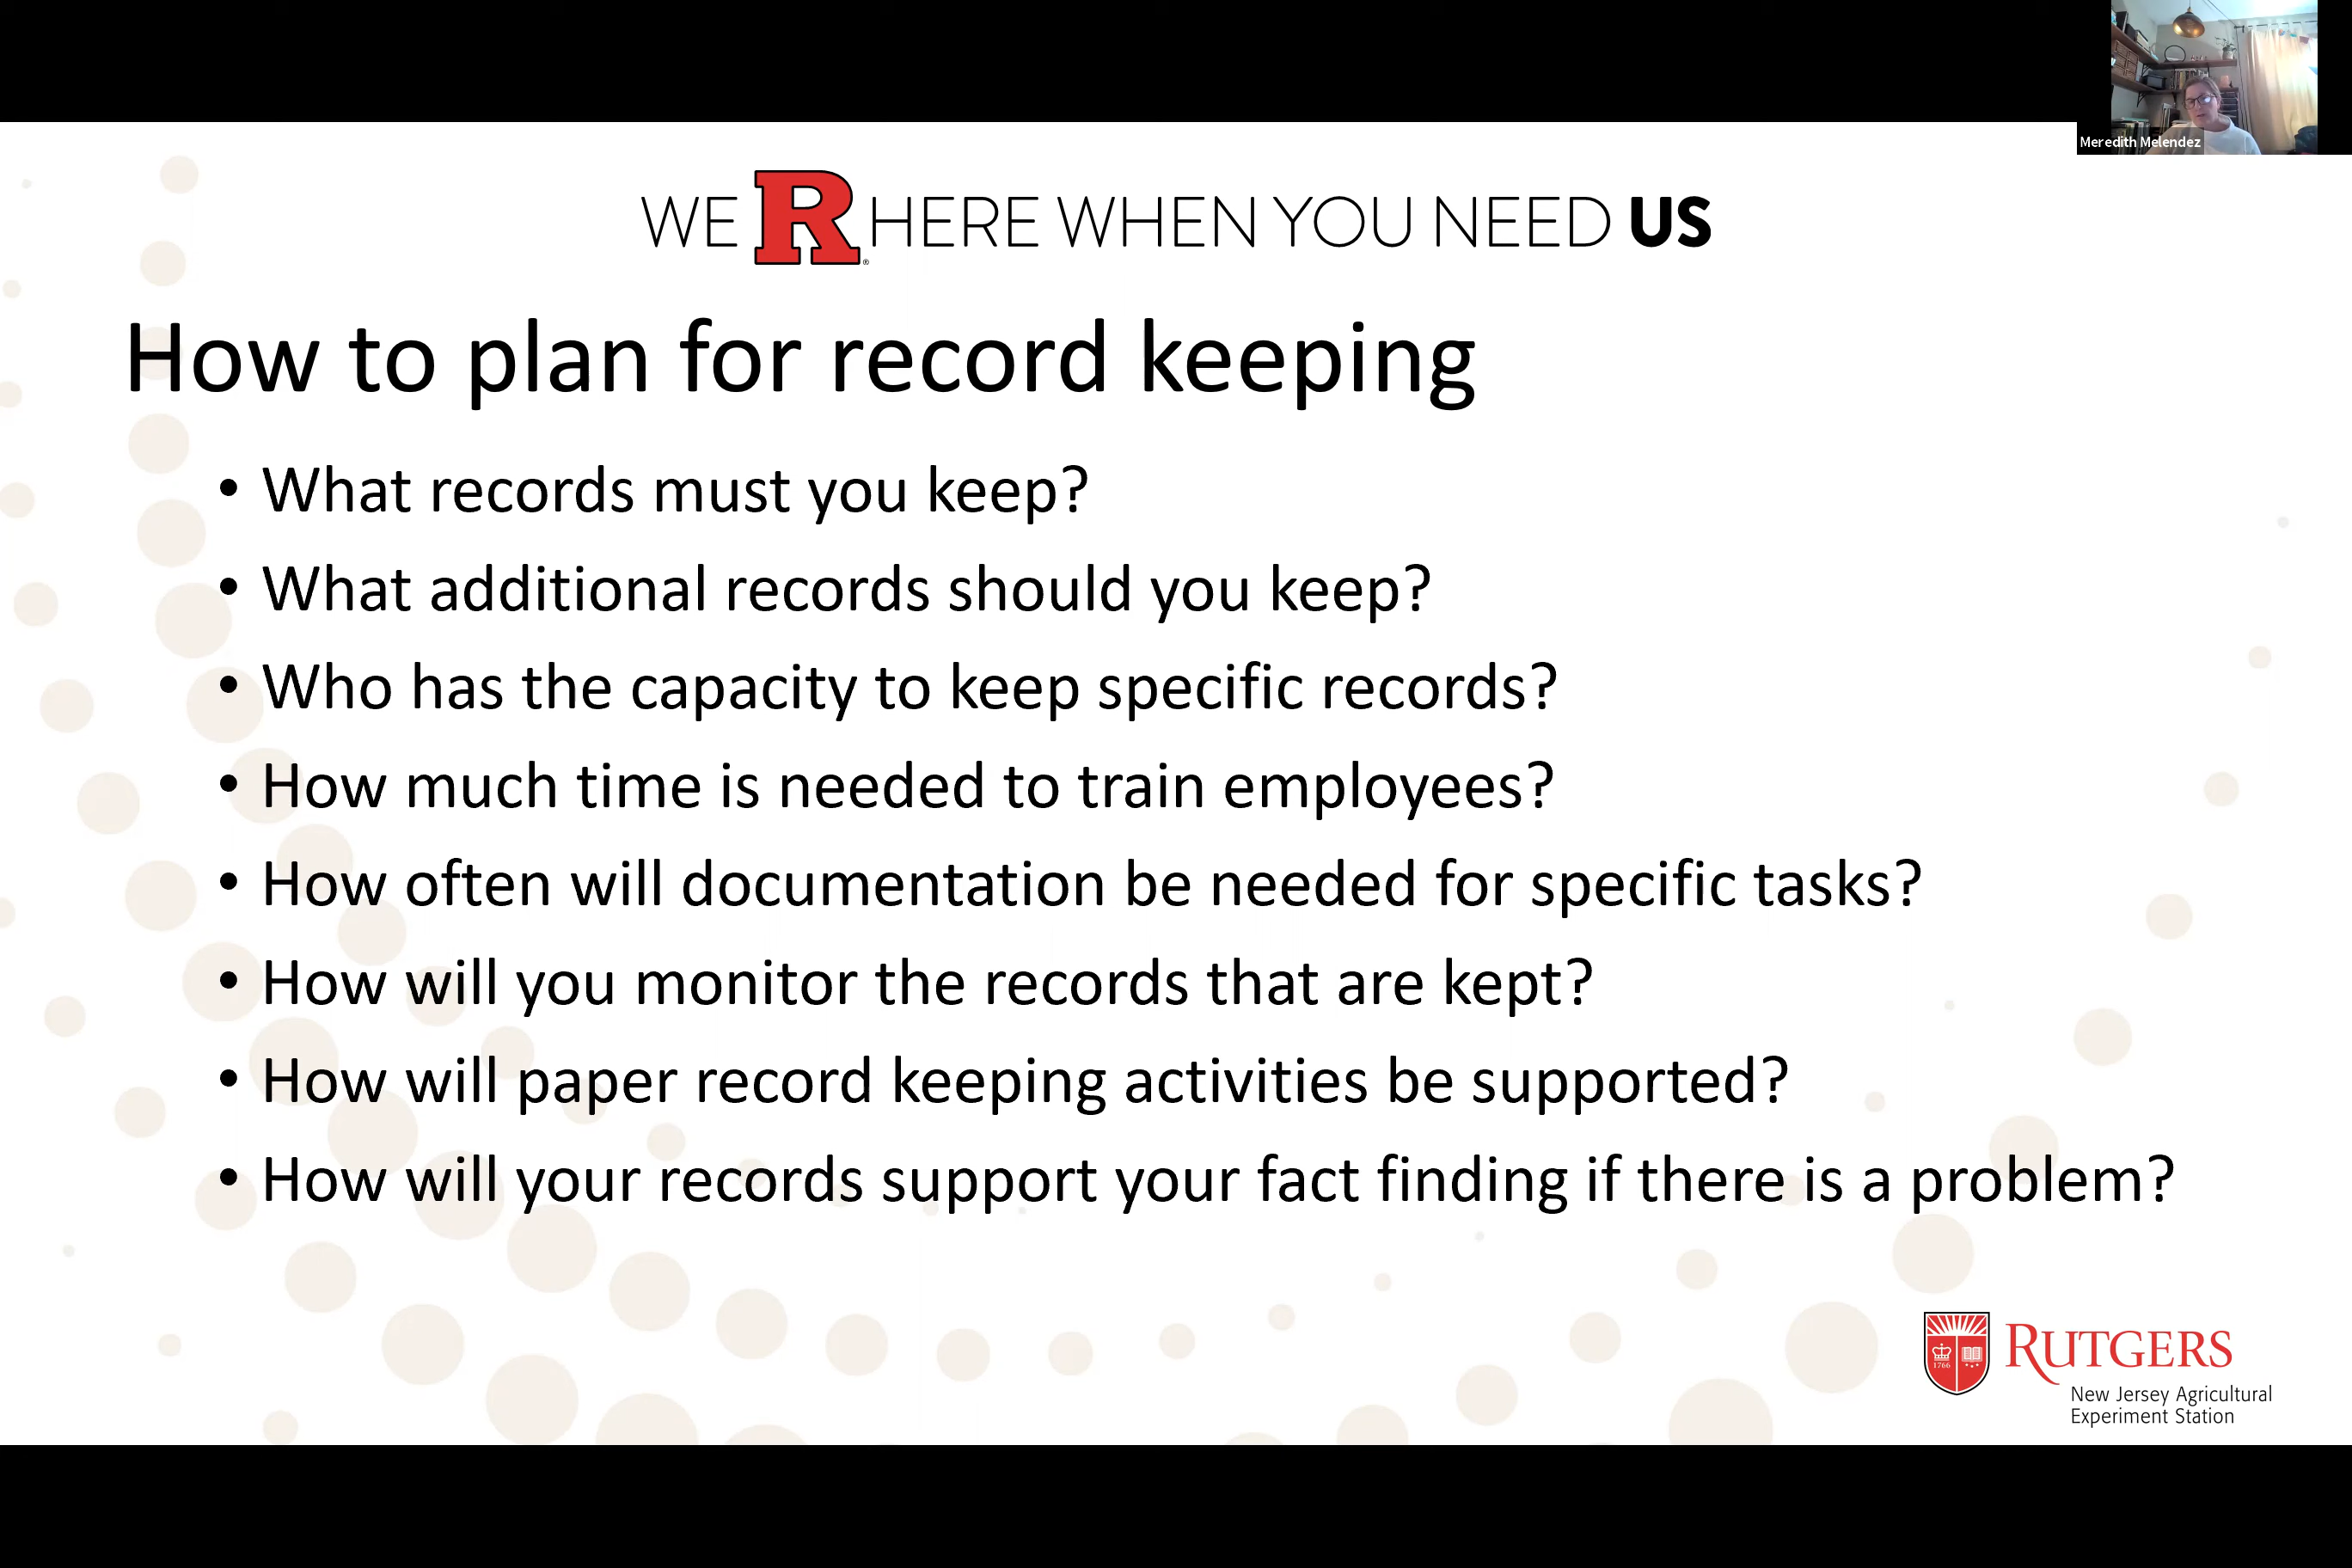 Meredith Melendez
WE R HERE WHEN YOU NEED US
®
How to plan for record keeping
• What records must you keep?
• What additional records should you keep?
• Who has the capacity to keep specific records?
• How much time is needed to train employees?
• How often will documentation be needed for specific tasks?
• How will you monitor the records that are kept?
• How will paper record keeping activities be supported?
• How will your records support your fact finding if there is a problem?
1766
RUTGERS
New Jersey Agricultural
Experiment Station